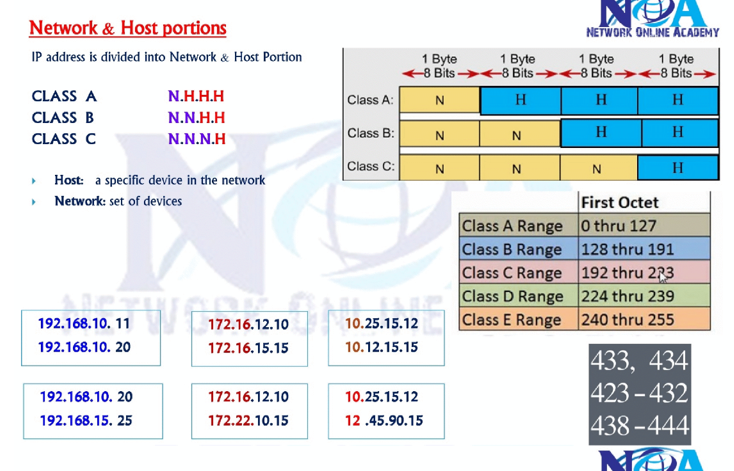 Network & Host portions
NOA
NETWORK ONLINE ACADEMY
IP address is divided into Network & Host Portion
CLASS A N.H.H.H
CLASS B N.N.H.H
CLASS C N.N.N.H
Host: a specific device in the network
Network: set of devices
1 Byte 1 Byte 1 Byte 1 Byte
8 Bits 8 Bits 8 Bits 8 Bits
Class A: N H H H
Class B: N N H H
Class C: N N N H
First Octet
Class A Range 0 thru 127
Class B Range 128 thru 191
Class C Range 192 thru 223
Class D Range 224 thru 239
Class E Range 240 thru 255
192.168.10. 11
192.168.10. 20
172.16.12.10
172.16.15.15
10.25.15.12
10.12.15.15
192.168.10. 20
192.168.15. 25
172.16.12.10
172.22.10.15
10.25.15.12
12 .45.90.15
433, 434
423-432
438-444
NOA
NOA
NETWORK ONLINE